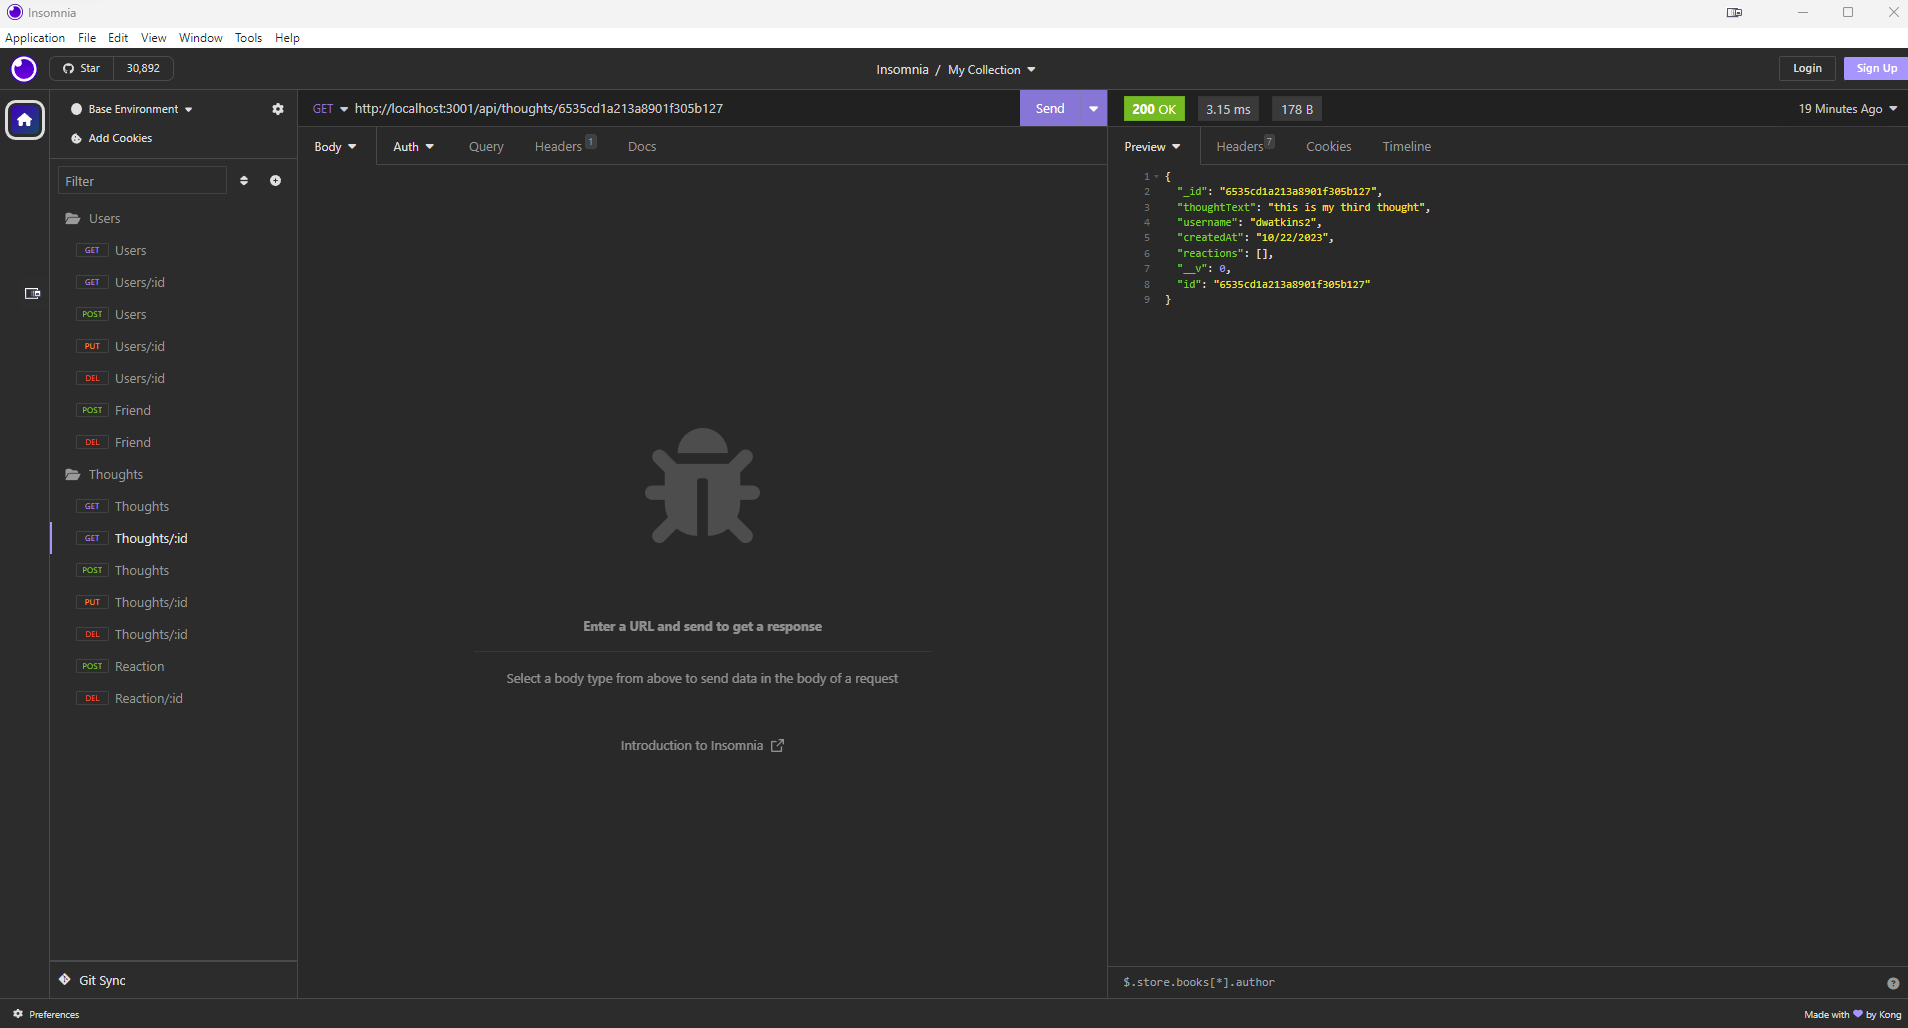 Insomnia
Application File Edit View Window Tools Help
Star 30,892
Insomnia / My Collection
Login Sign Up
Base Environment
Add Cookies
Filter
Users
GET Users
GET Users/:id
POST Users
PUT Users/:id
DEL Users/:id
POST Friend
DEL Friend
Thoughts
GET Thoughts
GET Thoughts/:id
POST Thoughts
PUT Thoughts/:id
DEL Thoughts/:id
POST Reaction
DEL Reaction/:id
Git Sync
Preferences
GET http://localhost:3001/api/thoughts/6535cd1a213a8901f305b127 Send
Body Auth Query Headers 1 Docs
Enter a URL and send to get a response
Select a body type from above to send data in the body of a request
Introduction to Insomnia
200 OK 3.15 ms 178 B 19 Minutes Ago
Preview Headers 7 Cookies Timeline
1 {
2 "_id": "6535cd1a213a8901f305b127",
3 "thoughtText": "this is my third thought",
4 "username": "dwatkins2",
5 "createdAt": "10/22/2023",
6 "reactions": [],
7 "__v": 0,
8 "id": "6535cd1a213a8901f305b127"
9 }
$.store.books[*].author
Made with by Kong